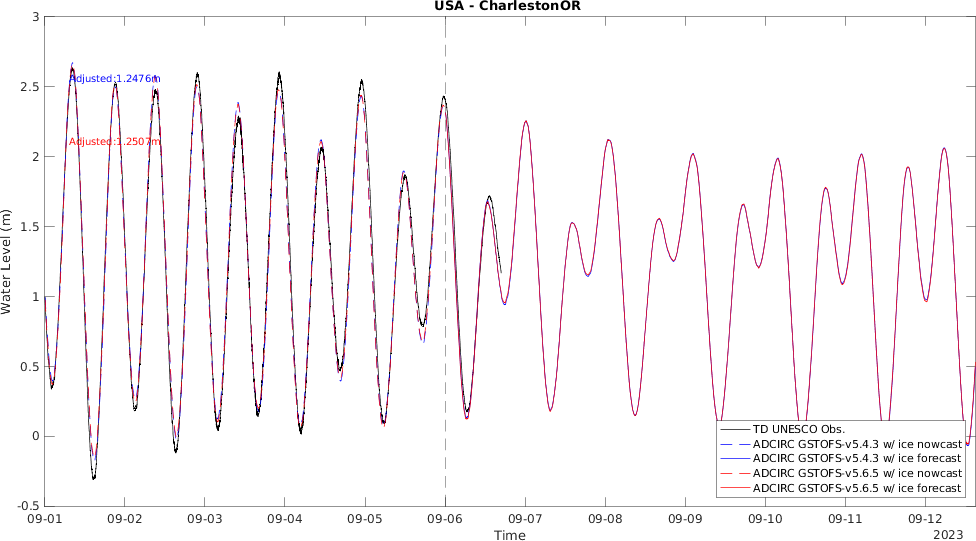 USA - CharlestonOR
3
2.5
2
1.5
1
0.5
0
-0.5
Water Level (m)
Adjusted:1.2476m
Adjusted:1.2507m
TD UNESCO Obs.
ADCIRC GSTOFS-v5.4.3 w/ ice nowcast
ADCIRC GSTOFS-v5.4.3 w/ ice forecast
ADCIRC GSTOFS-v5.6.5 w/ ice nowcast
ADCIRC GSTOFS-v5.6.5 w/ ice forecast
09-01 09-02 09-03 09-04 09-05 09-06 09-07 09-08 09-09 09-10 09-11 09-12
Time
2023